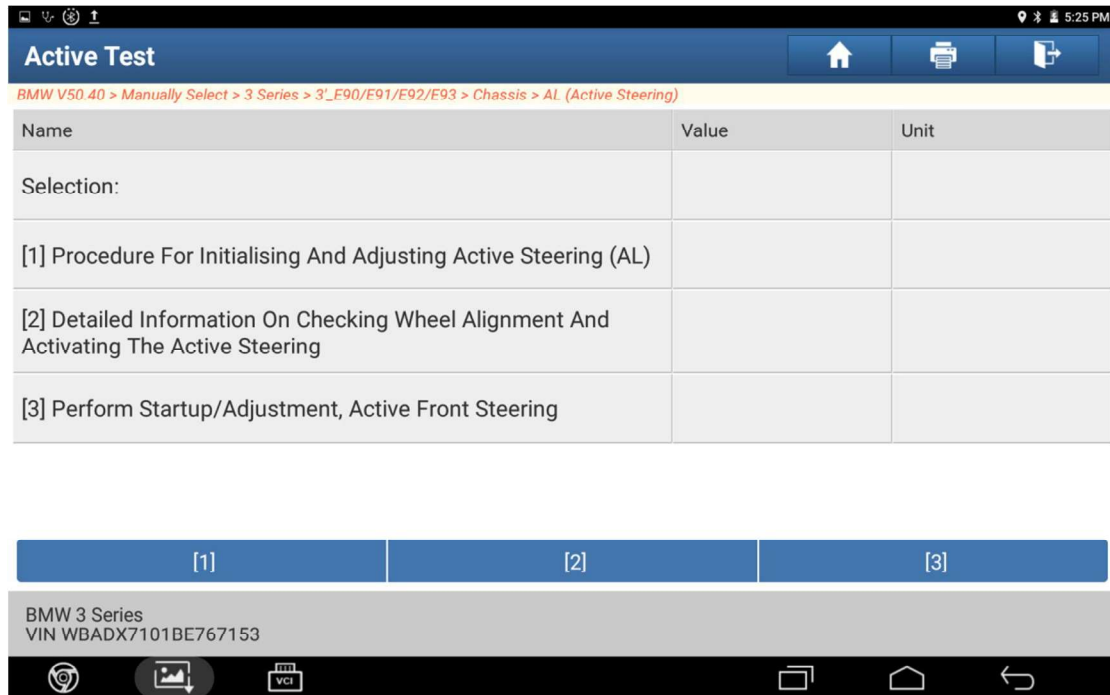 5:25 PM
Active Test
BMW V50.40 > Manually Select > 3 Series > 3'_E90/E91/E92/E93 > Chassis > AL (Active Steering)
Name Value Unit
Selection:
[1] Procedure For Initialising And Adjusting Active Steering (AL)
[2] Detailed Information On Checking Wheel Alignment And
Activating The Active Steering
[3] Perform Startup/Adjustment, Active Front Steering
[1] [2] [3]
BMW 3 Series
VIN WBADX7101BE767153
VCI